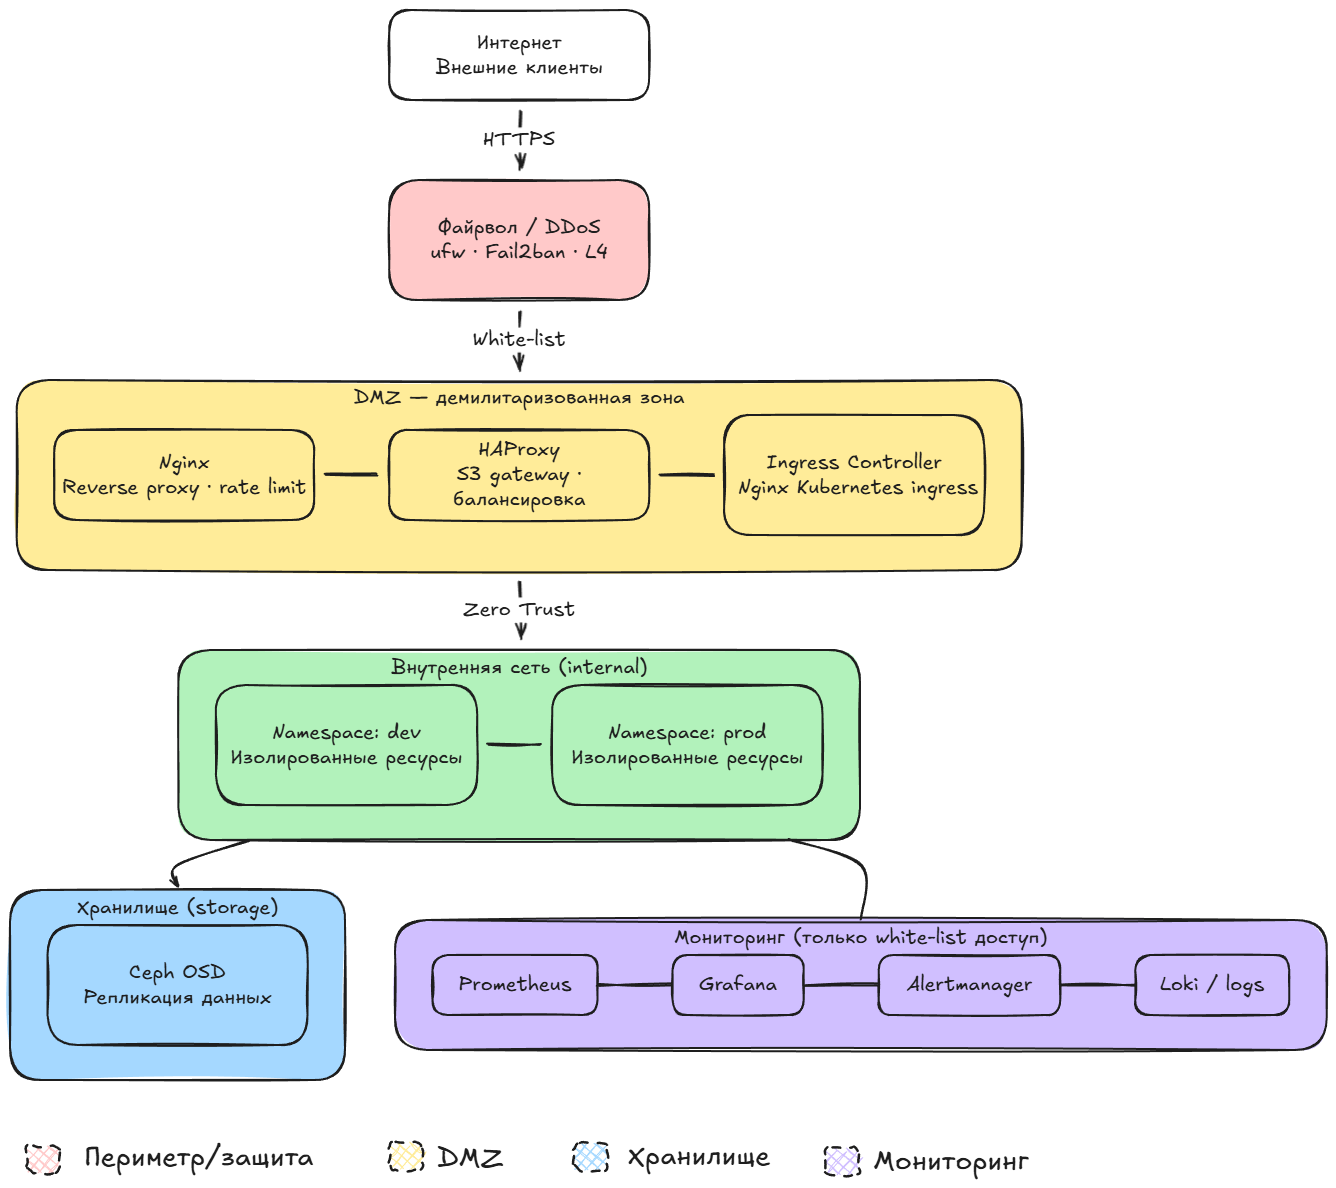 Интернет
Внешние клиенты
HTTPS
Файрвол / DDoS
ufw · Fail2ban · L4
White-list
DMZ — демилитаризованная зона
Nginx
Reverse proxy · rate limit
HAProxy
S3 gateway ·
балансировка
Ingress Controller
Nginx Kubernetes ingress
Zero Trust
Внутренняя сеть (internal)
Namespace: dev
Изолированные ресурсы
Namespace: prod
Изолированные ресурсы
Хранилище (storage)
Ceph OSD
Репликация данных
Мониторинг (только white-list доступ)
Prometheus
Grafana
Alertmanager
Loki / logs
Периметр/защита
DMZ
Хранилище
Мониторинг